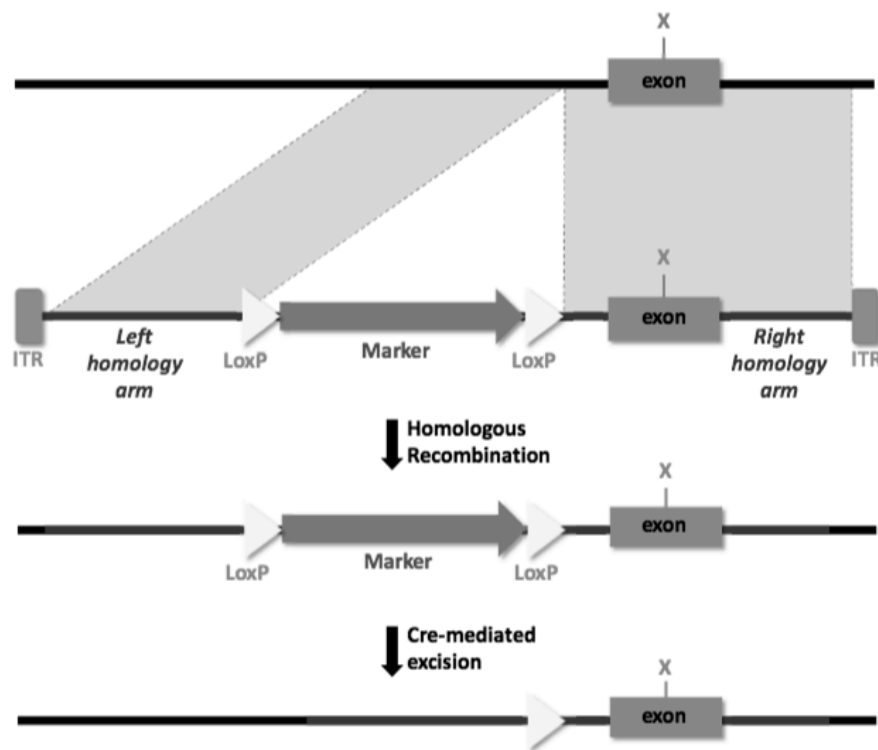 X
exon
X
ITR
Left
homology
arm
LoxP
Marker
LoxP
exon
Right
homology
arm
ITR
Homologous
Recombination
X
LoxP
Marker
LoxP
exon
Cre-mediated
excision
X
exon